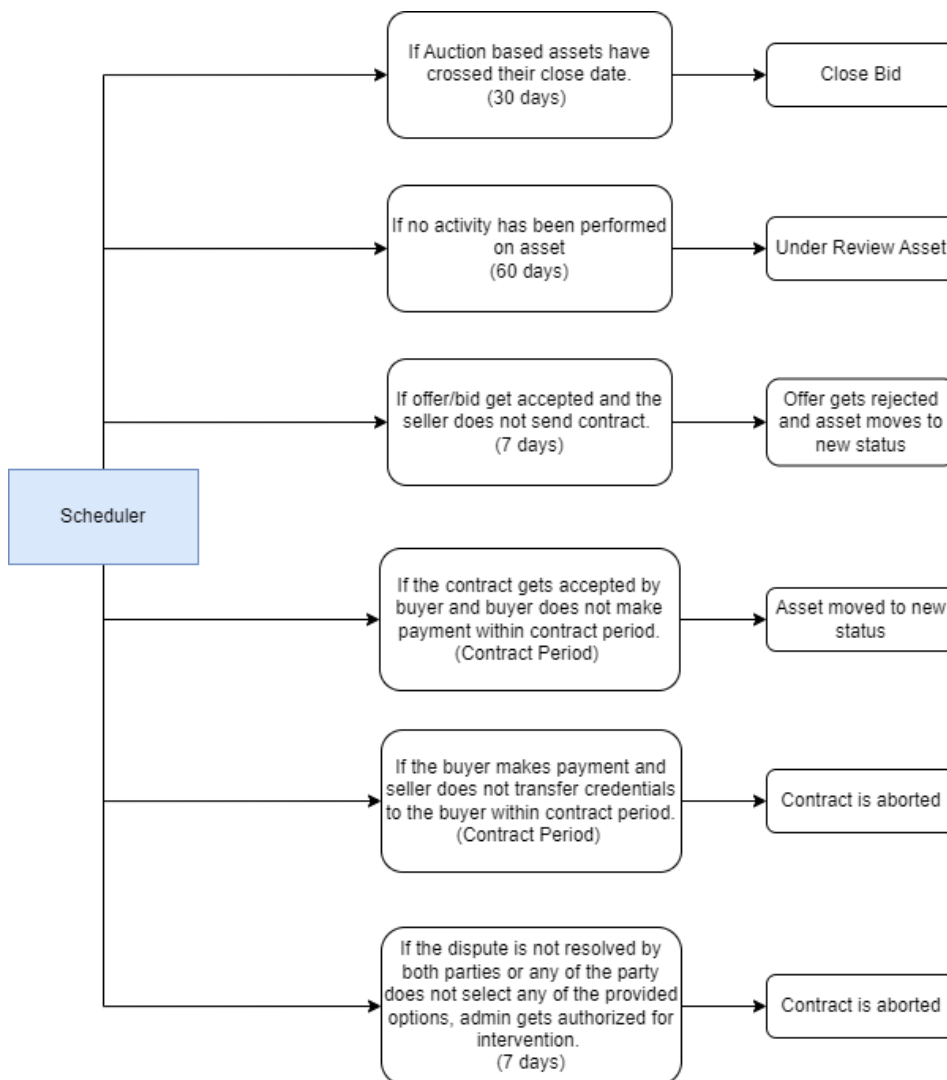 If Auction based assets have
crossed their close date.
(30 days)
Close Bid
If no activity has been performed
on asset
(60 days)
Under Review Asset
If offer/bid get accepted and the
seller does not send contract.
(7 days)
Offer gets rejected
and asset moves to
new status
Scheduler
If the contract gets accepted by
buyer and buyer does not make
payment within contract period.
(Contract Period)
Asset moved to new
status
If the buyer makes payment and
seller does not transfer credentials
to the buyer within contract period.
(Contract Period)
Contract is aborted
If the dispute is not resolved by
both parties or any of the party
does not select any of the provided
options, admin gets authorized for
intervention.
(7 days)
Contract is aborted